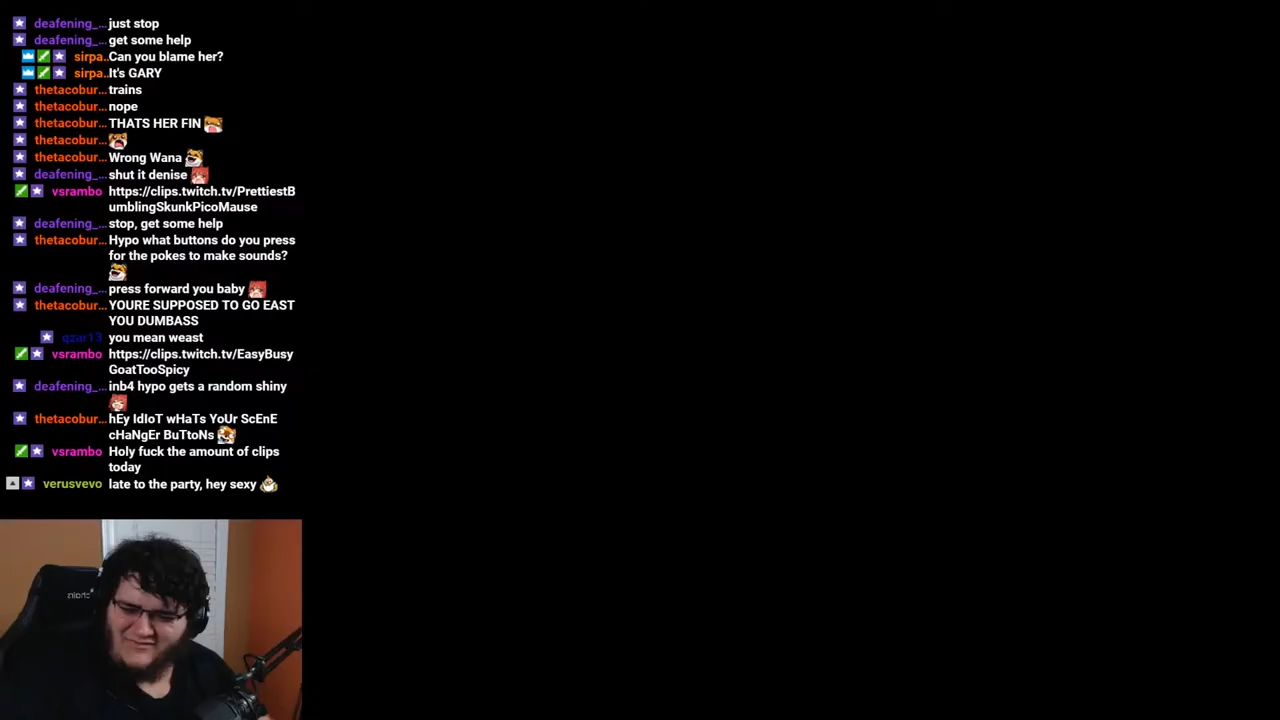 deafening_... just stop
deafening_... get some help
sirpa.. Can you blame her?
sirpa.. It's GARY
thetacobur... trains
thetacobur... nope
thetacobur... THATS HER FIN
thetacobur...
thetacobur... Wrong Wana
deafening_... shut it denise
vsrambo https://clips.twitch.tv/PrettiestB
umblingSkunkPicoMause
deafening_... stop, get some help
thetacobur... Hypo what buttons do you press
for the pokes to make sounds?
deafening_... press forward you baby
thetacobur... YOURE SUPPOSED TO GO EAST
YOU DUMBASS
qzar13 you mean weast
vsrambo https://clips.twitch.tv/EasyBusy
GoatTooSpicy
deafening_... inb4 hypo gets a random shiny
thetacobur... hEy IdIoT wHaTs YoUr ScEnE
cHaNgEr BuTtoNs
vsrambo Holy fuck the amount of clips
today
verusvevo late to the party, hey sexy